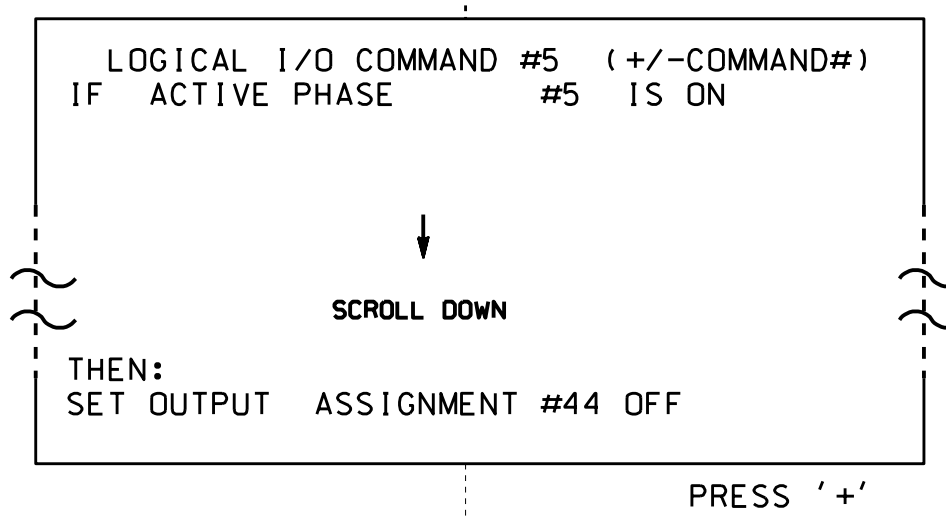 LOGICAL I/O COMMAND #5 (+/-COMMAND#)
IF ACTIVE PHASE #5 IS ON
SCROLL DOWN
THEN:
SET OUTPUT ASSIGNMENT #44 OFF
PRESS '+'